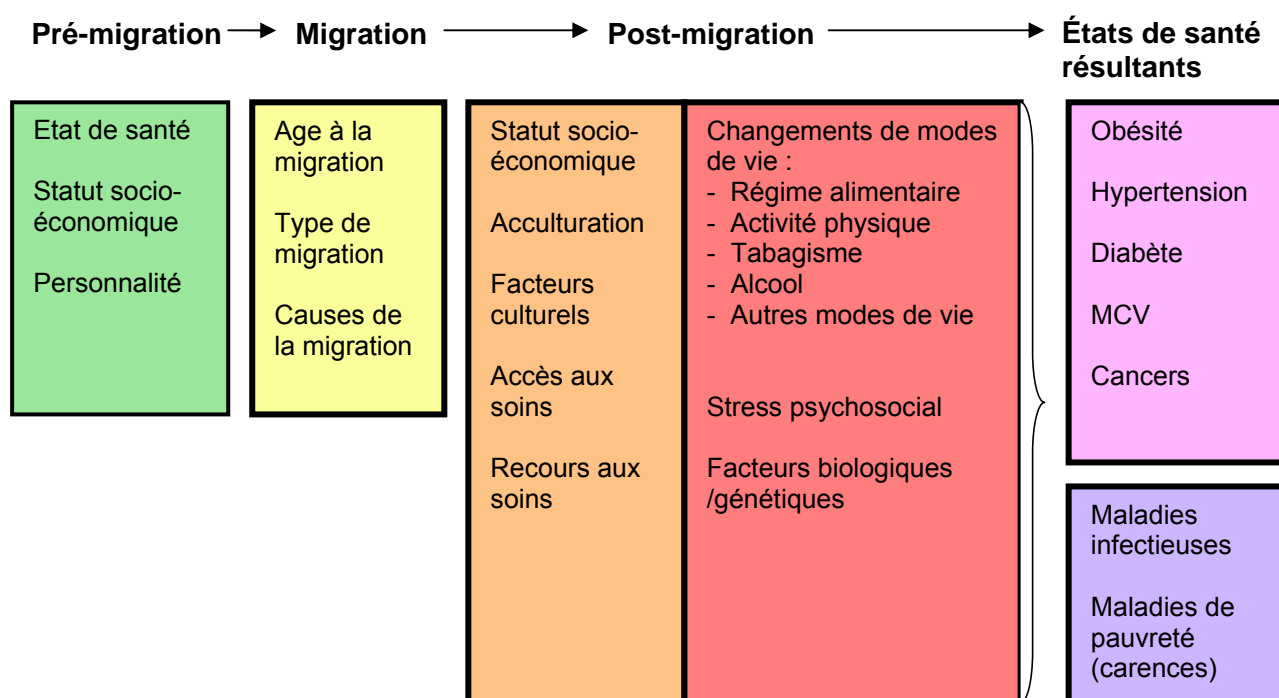 Pré-migration
Migration
Post-migration
États de santé
résultants
Etat de santé
Statut socio-
économique
Personnalité
Age à la
migration
Type de
migration
Causes de
la migration
Statut socio-
économique
Acculturation
Facteurs
culturels
Accès aux
soins
Recours aux
soins
Changements de modes
de vie :
- Régime alimentaire
- Activité physique
- Tabagisme
- Alcool
- Autres modes de vie
Stress psychosocial
Facteurs biologiques
/génétiques
Obésité
Hypertension
Diabète
MCV
Cancers
Maladies
infectieuses
Maladies de
pauvreté
(carences)